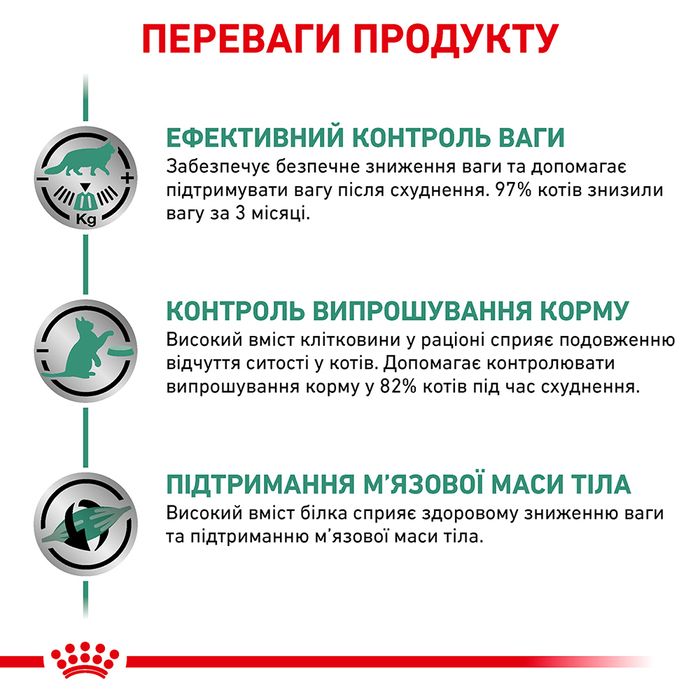 ПЕРЕВАГИ ПРОДУКТУ
ЕФЕКТИВНИЙ КОНТРОЛЬ ВАГИ
Забезпечує безпечне зниження ваги та допомагає
підтримувати вагу після схуднення. 97% котів знизили
вагу за 3 місяці.
- +
Kg
КОНТРОЛЬ ВИПРОШУВАННЯ КОРМУ
Високий вміст клітковини у раціоні сприяє подовженню
відчуття ситості у котів. Допомагає контролювати
випрошування корму у 82% котів під час схуднення.
ПІДТРИМАННЯ М’ЯЗОВОЇ МАСИ ТІЛА
Високий вміст білка сприяє здоровому зниженню ваги
та підтриманню м’язової маси тіла.